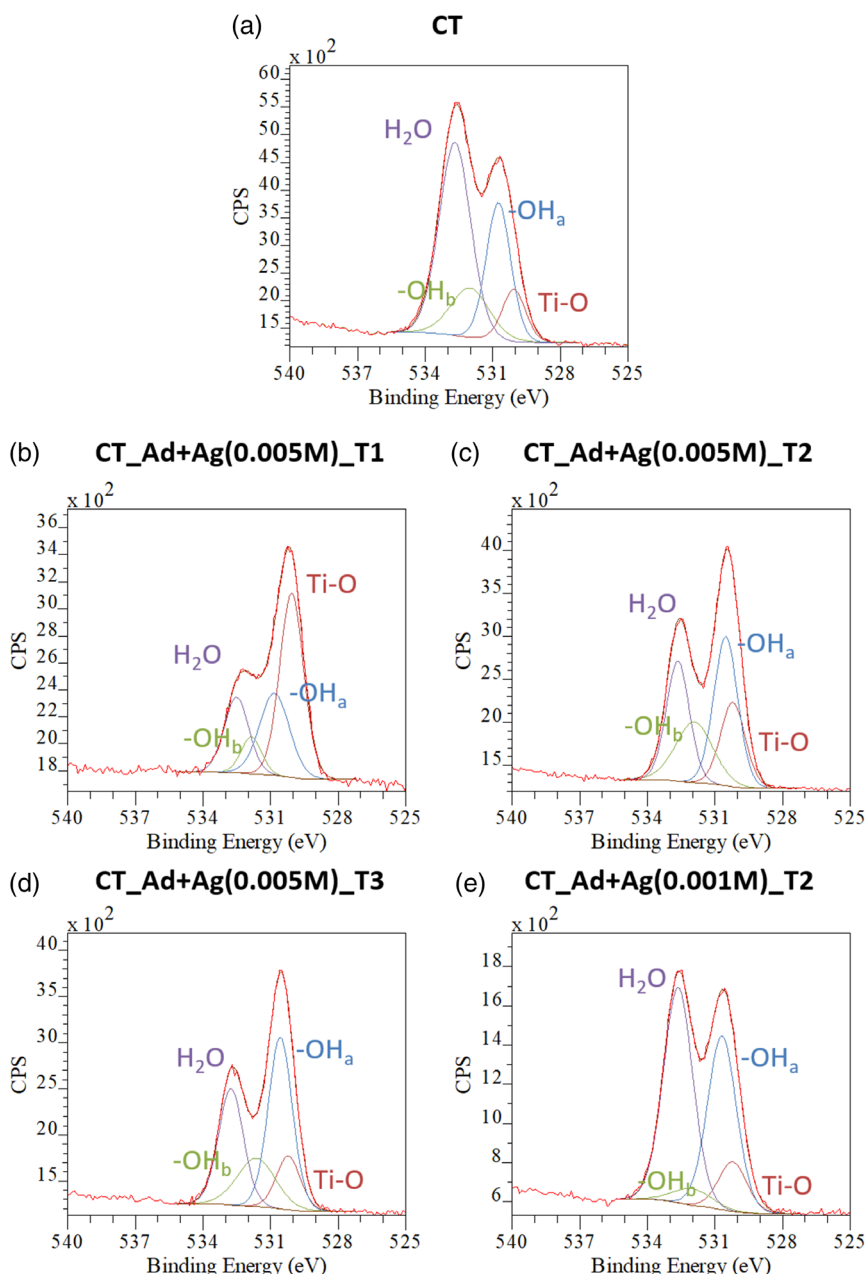 (a) CT
x 10²
60
55
50
45
40
35
30
25
20
15
CPS
H₂O
-OHₐ
-OH_b
Ti-O
540 537 534 531 528 525
Binding Energy (eV)
(b) CT_Ad+Ag(0.005M)_T1
x 10²
36
34
30
26
24
20
18
CPS
Ti-O
H₂O
-OHₐ
-OH_b
540 537 534 531 528 525
Binding Energy (eV)
(c) CT_Ad+Ag(0.005M)_T2
x 10²
40
30
25
20
15
CPS
H₂O
-OHₐ
-OH_b
Ti-O
540 537 534 531 528 525
Binding Energy (eV)
(d) CT_Ad+Ag(0.005M)_T3
x 10²
40
35
30
25
20
15
CPS
H₂O
-OHₐ
-OH_b
Ti-O
540 537 534 531 528 525
Binding Energy (eV)
(e) CT_Ad+Ag(0.001M)_T2
x 10²
18
16
14
12
10
8
6
CPS
H₂O
-OHₐ
-OH_b
Ti-O
540 537 534 531 528 525
Binding Energy (eV)